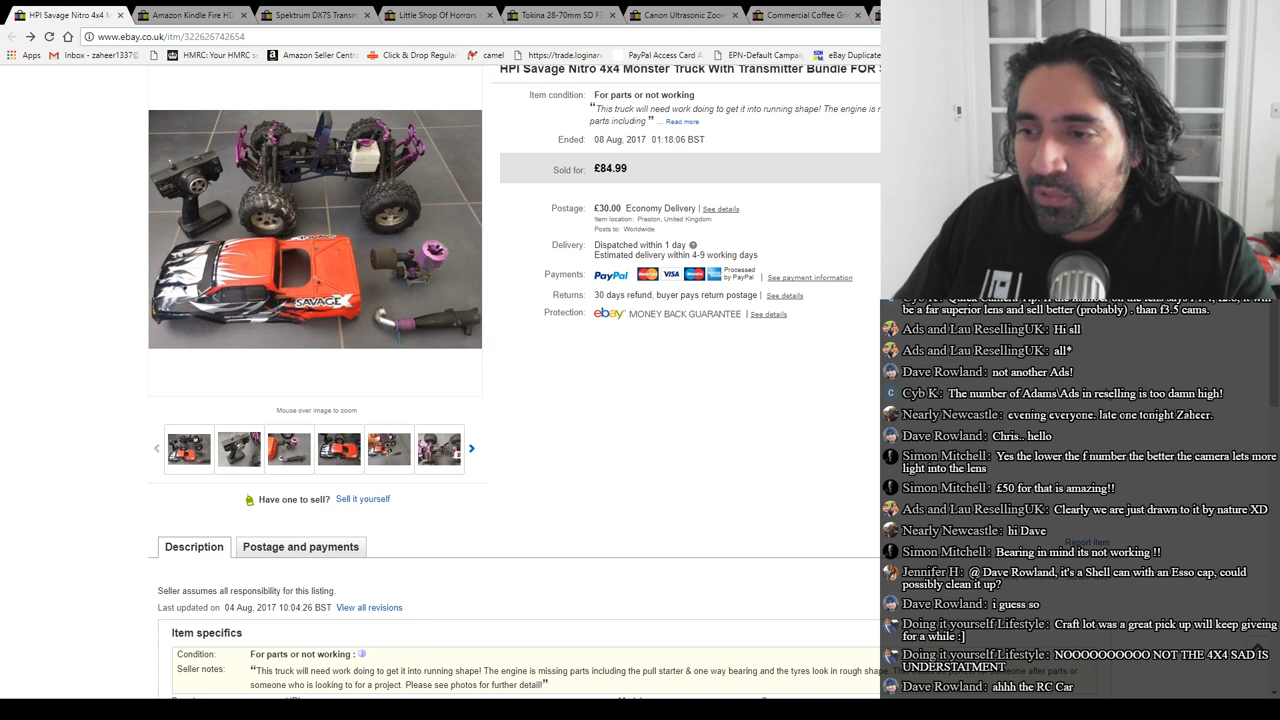 HPI Savage Nitro 4x4 M
Amazon Kindle Fire HD
Spektrum DX7S Transm
Little Shop Of Horrors
Tokina 28-70mm SD F
Canon Ultrasonic Zoo
Commercial Coffee Gr
www.ebay.co.uk/itm/322626742654
Apps
Inbox - zaheer1337@
HMRC: Your HMRC s
Amazon Seller Centr
Click & Drop Regular
camel
https://trade.loginan
PayPal Access Card
EPN-Default Campai
eBay Duplicate
HPI Savage Nitro 4x4 Monster Truck With Transmitter Bundle FOR
Item condition: For parts or not working
“This truck will need work doing to get it into running shape! The engine is
parts including ” ... Read more
Ended: 08 Aug, 2017 01:18:06 BST
Sold for: £84.99
Postage: £30.00 Economy Delivery | See details
Item location: Preston, United Kingdom
Posts to: Worldwide
Delivery: Dispatched within 1 day
Estimated delivery within 4-9 working days
Payments: PayPal VISA Processed by PayPal | See payment information
Returns: 30 days refund, buyer pays return postage | See details
Protection: ebay MONEY BACK GUARANTEE | See details
SAVAGE
Mouse over image to zoom
Have one to sell? Sell it yourself
Description
Postage and payments
Seller assumes all responsibility for this listing.
Last updated on 04 Aug, 2017 10:04:26 BST View all revisions
Item specifics
Condition: For parts or not working :
Seller notes: “This truck will need work doing to get it into running shape! The engine is missing parts including the pull starter & one way bearing and the tyres look in rough shape.
someone who is looking to for a project. Please see photos for further detail!”
be a far superior lens and sell better (probably) . than f3.5 cams.
Ads and Lau ResellingUK: Hi sll
Ads and Lau ResellingUK: all*
Dave Rowland: not another Ads!
C Cyb K: The number of Adams\Ads in reselling is too damn high!
Nearly Newcastle: evening everyone. late one tonight Zaheer.
Dave Rowland: Chris.. hello
Simon Mitchell: Yes the lower the f number the better the camera lets more
light into the lens
Simon Mitchell: £50 for that is amazing!!
Ads and Lau ResellingUK: Clearly we are just drawn to it by nature XD
Nearly Newcastle: hi Dave
Report item
Simon Mitchell: Bearing in mind its not working !!
Jennifer H: @ Dave Rowland, it's a Shell can with an Esso cap, could
possibly clean it up?
Dave Rowland: i guess so
Doing it yourself Lifestyle: Craft lot was a great pick up will keep giveing
for a while :]
Doing it yourself Lifestyle: NOOOOOOOOOO NOT THE 4X4 SAD IS
UNDERSTATMENT
Dave Rowland: ahhh the RC Car